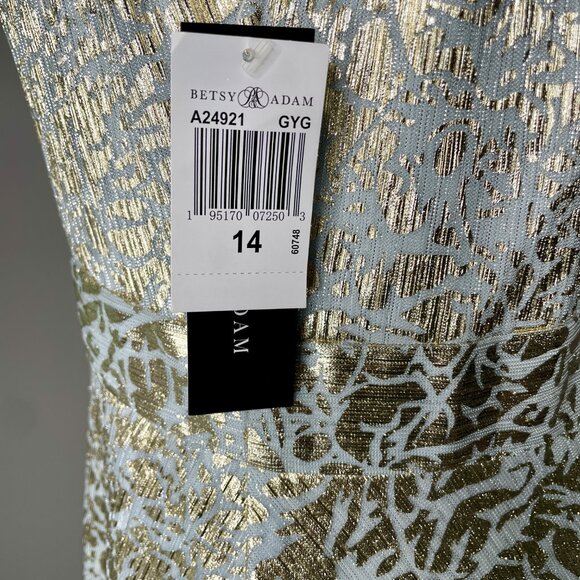 BETSY ADAM
A24921 GYG
1 95170 07250 3
14
60748
DAM